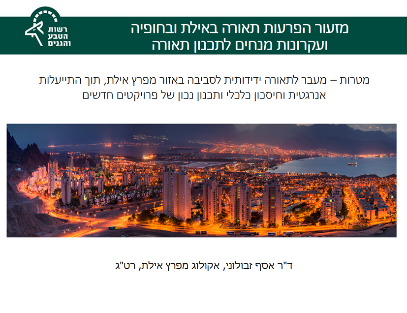 רשות
הטבע
והגנים
מזעור הפרעות תאורה באילת ובחופיה
ועקרונות מנחים לתכנון תאורה
מטרות – מעבר לתאורה ידידותית לסביבה באזור מפרץ אילת, תוך התייעלות
אנרגטית וחיסכון כלכלי ותכנון נכון של פרויקטים חדשים
ד"ר אסף זבולוני, אקולוג מפרץ אילת, רט"ג